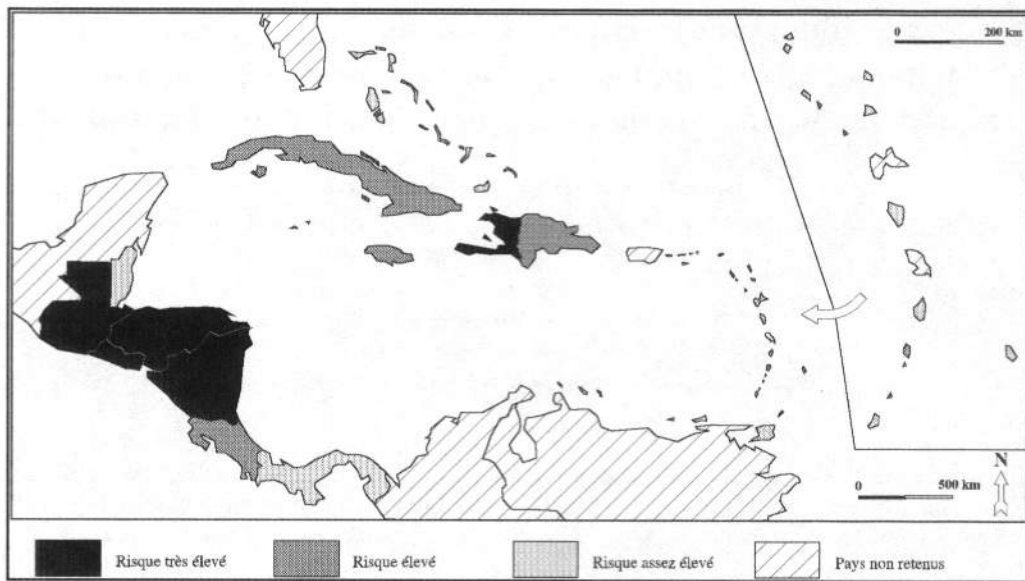 0 200 km
N
0 500 km
Risque très élevé
Risque élevé
Risque assez élevé
Pays non retenus